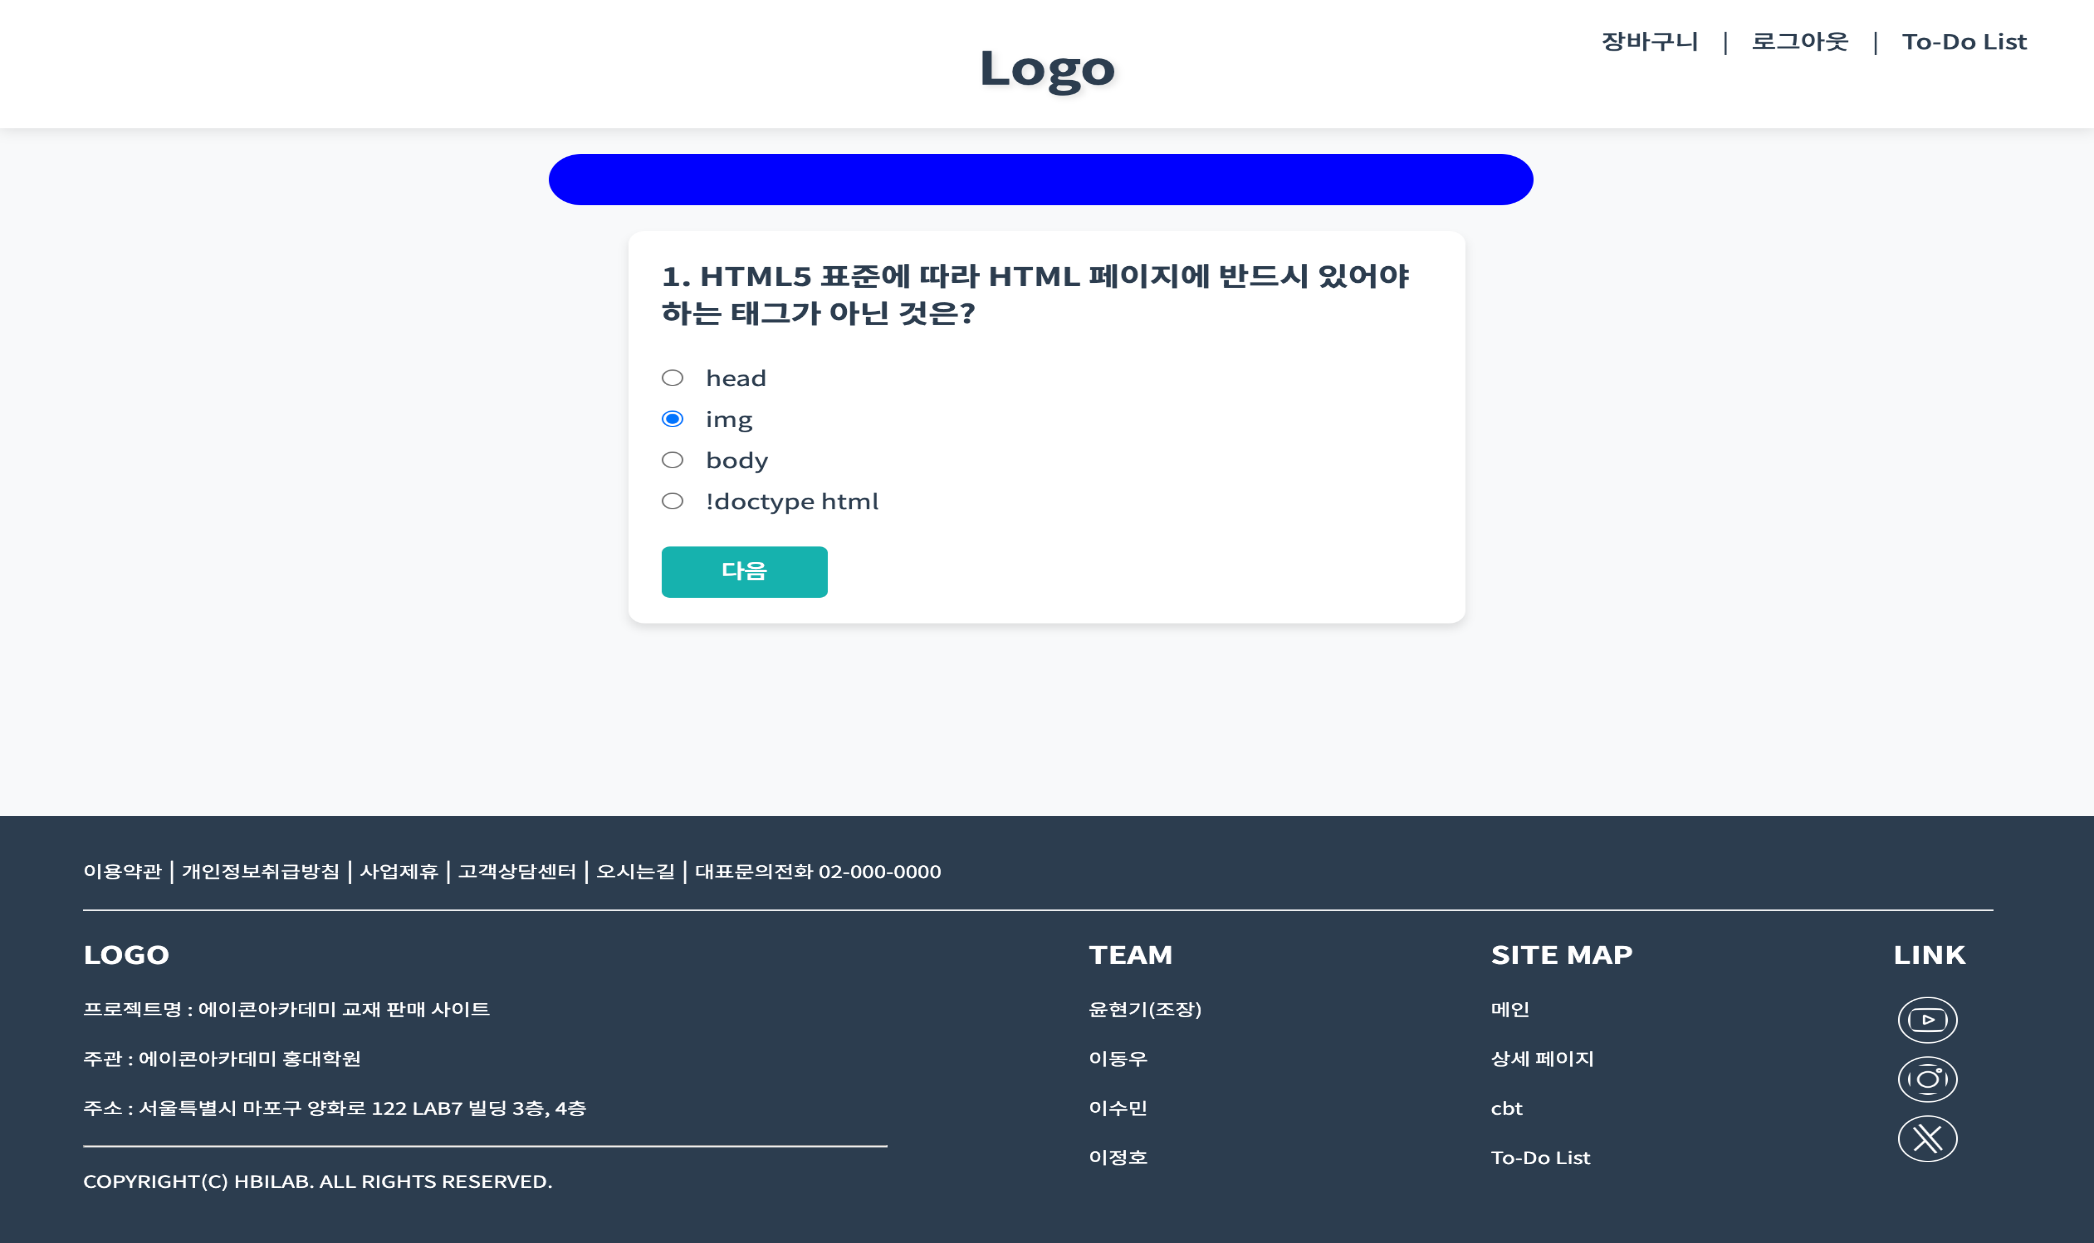 장바구니 | 로그아웃 | To-Do List
Logo
1. HTML5 표준에 따라 HTML 페이지에 반드시 있어야
하는 태그가 아닌 것은?
head
img
body
!doctype html
다음
이용약관 | 개인정보취급방침 | 사업제휴 | 고객상담센터 | 오시는길 | 대표문의전화 02-000-0000
LOGO
프로젝트명 : 에이콘아카데미 교재 판매 사이트
주관 : 에이콘아카데미 홍대학원
주소 : 서울특별시 마포구 양화로 122 LAB7 빌딩 3층, 4층
COPYRIGHT(C) HBILAB. ALL RIGHTS RESERVED.
TEAM
윤현기(조장)
이동우
이수민
이정호
SITE MAP
메인
상세 페이지
cbt
To-Do List
LINK